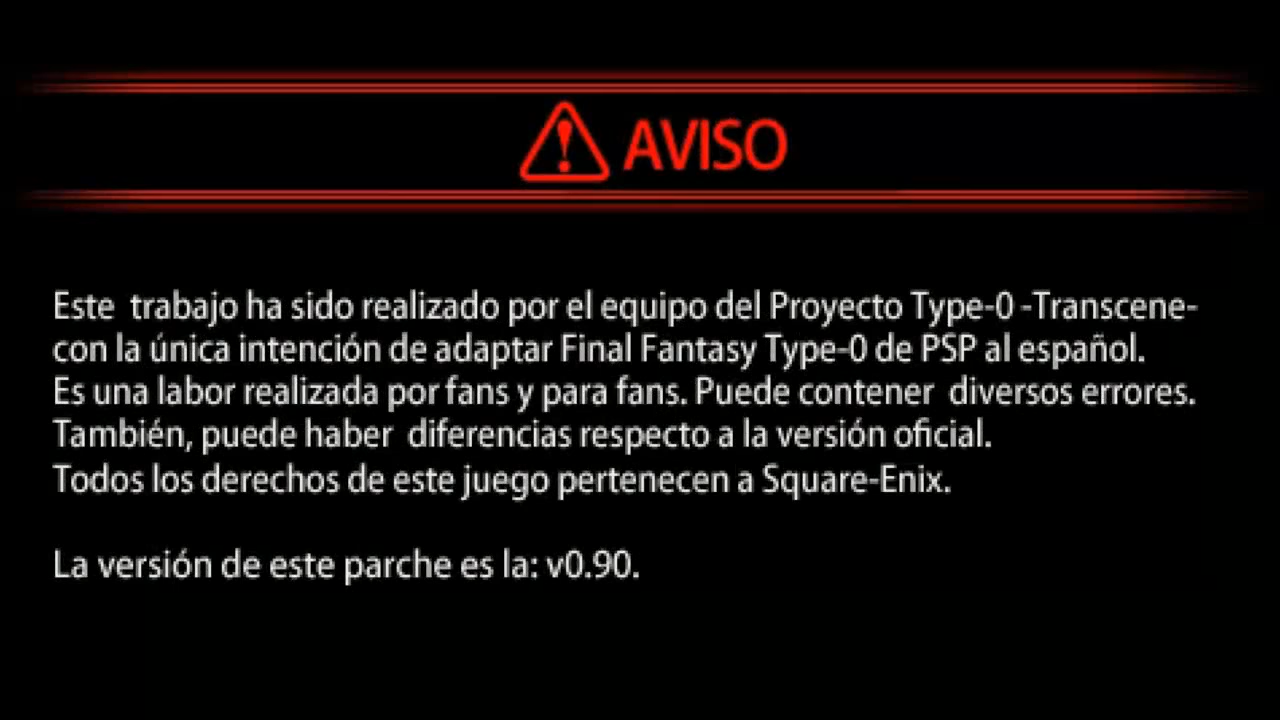 AVISO
Este trabajo ha sido realizado por el equipo del Proyecto Type-0 -Transcene-
con la única intención de adaptar Final Fantasy Type-0 de PSP al español.
Es una labor realizada por fans y para fans. Puede contener diversos errores.
También, puede haber diferencias respecto a la versión oficial.
Todos los derechos de este juego pertenecen a Square-Enix.
La versión de este parche es la: v0.90.